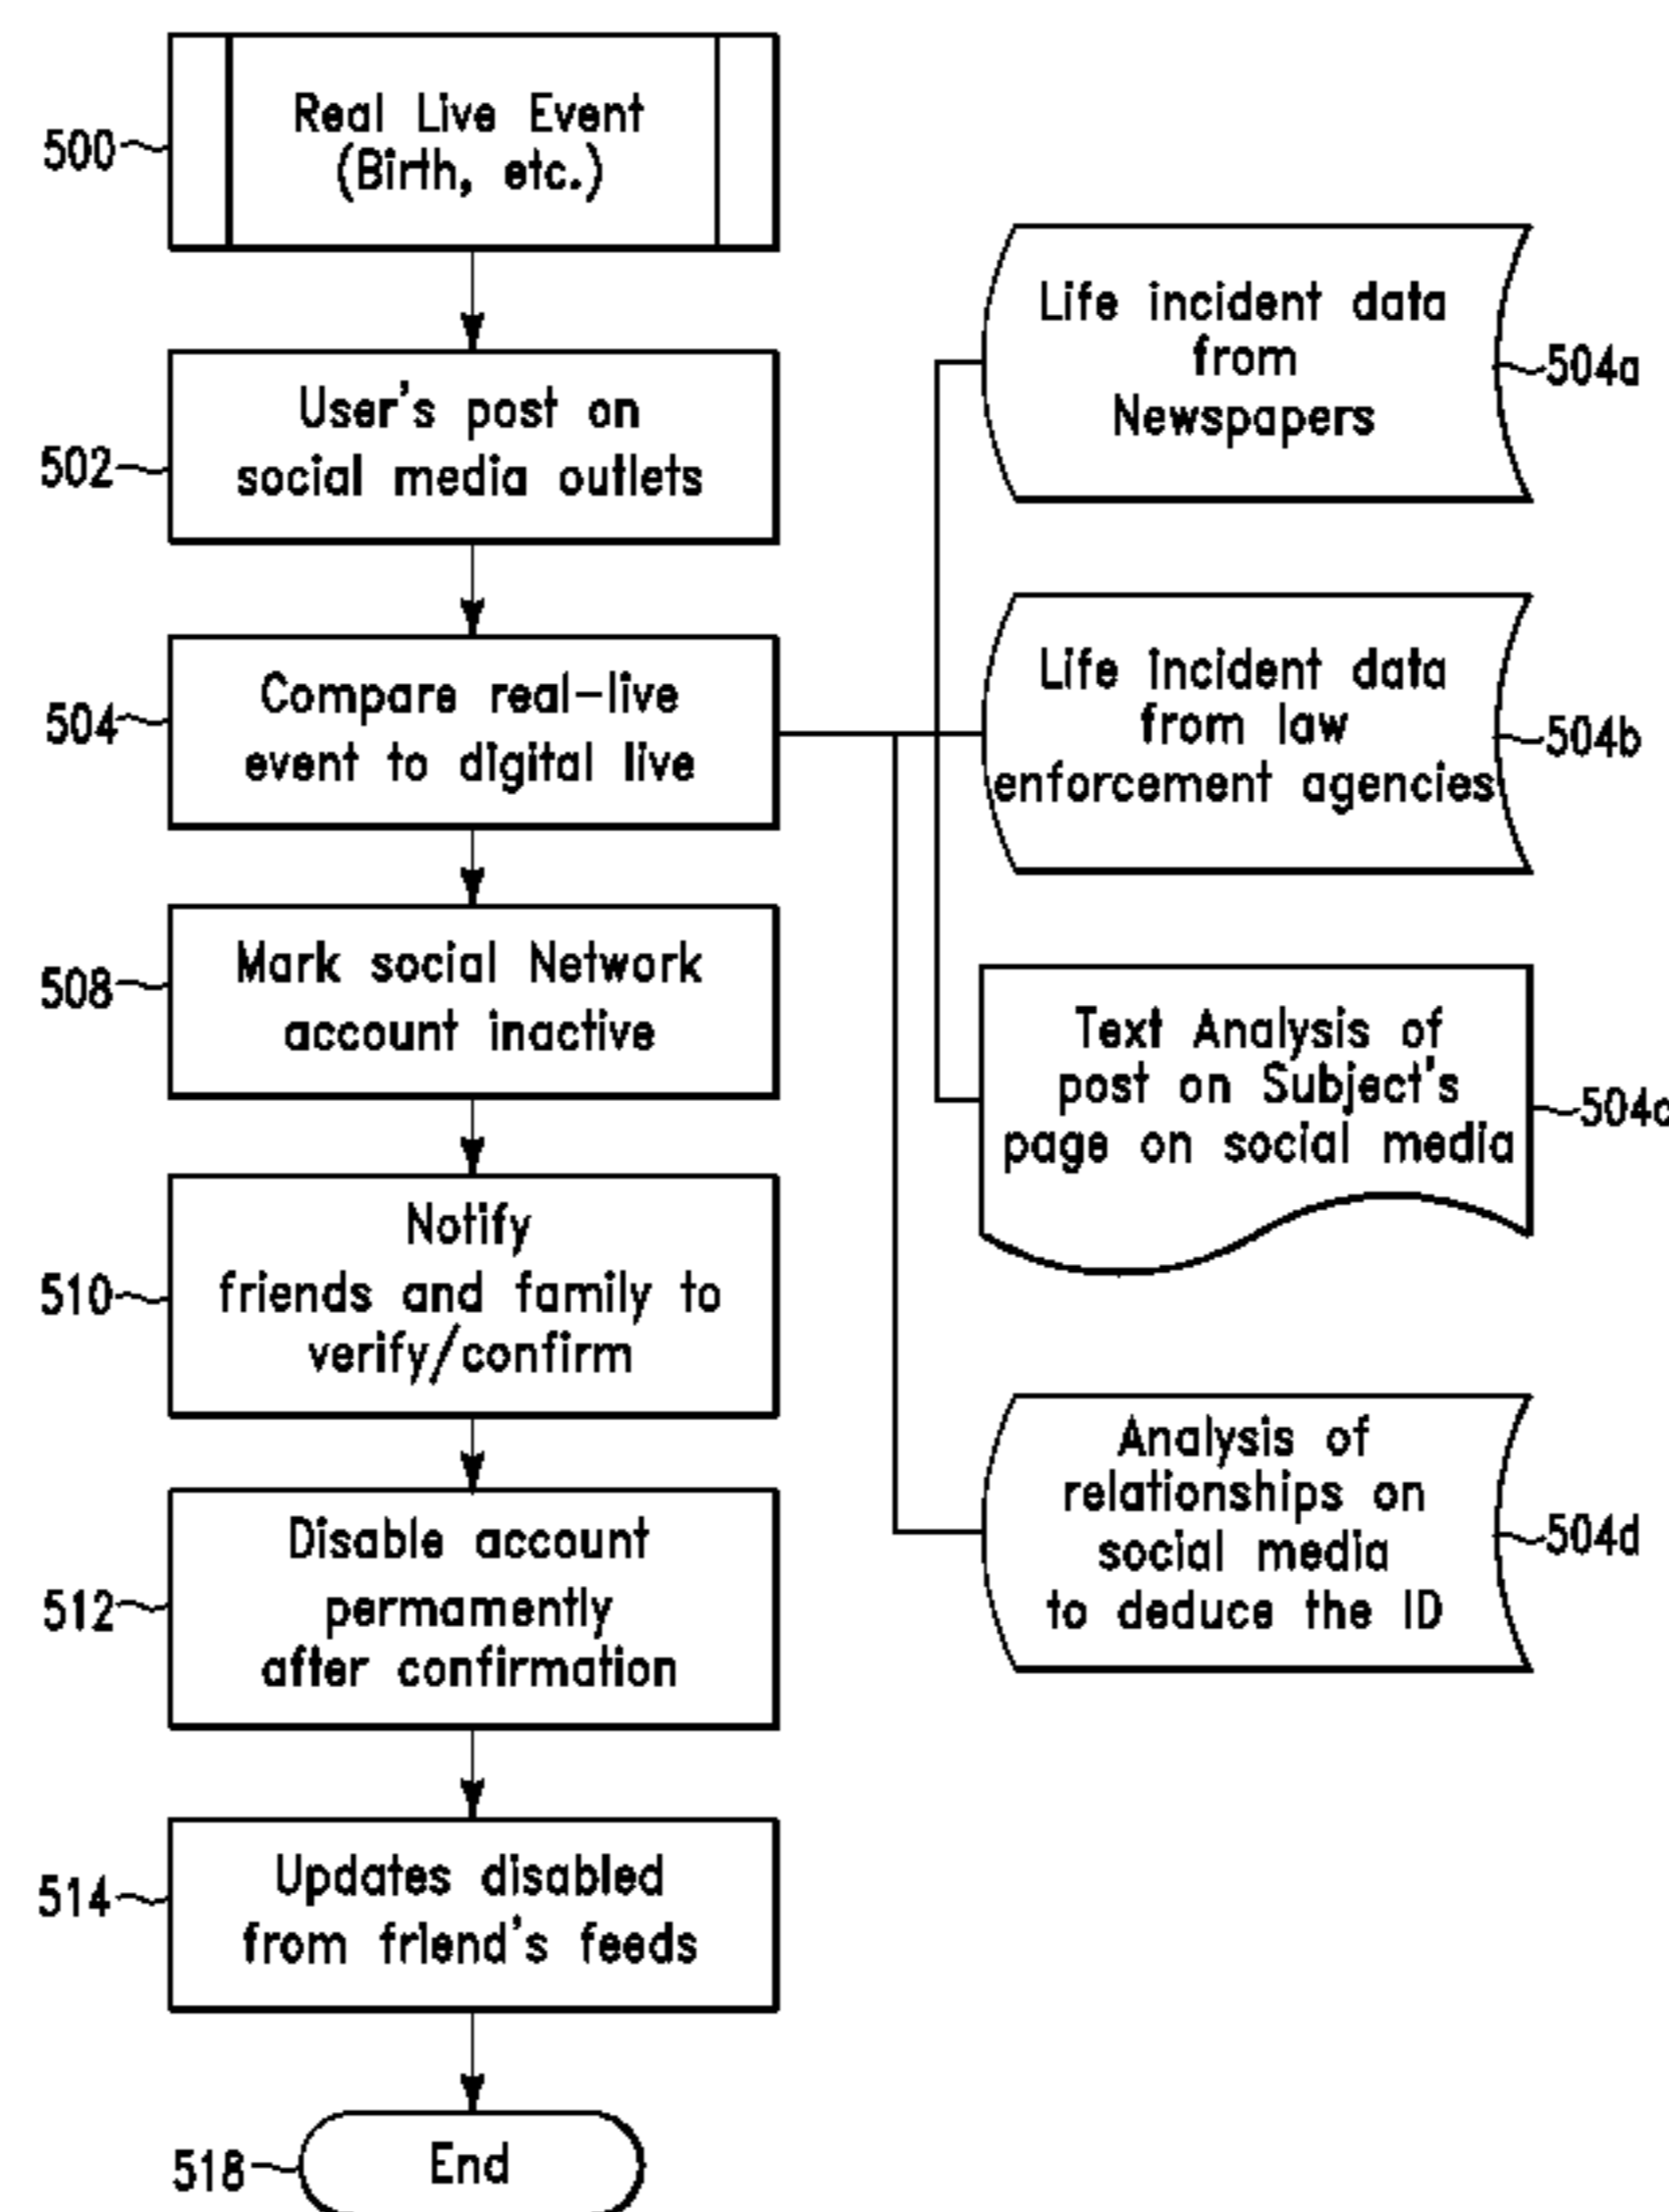 500
Real Live Event
(Birth, etc.)
502
User's post on
social media outlets
504
Compare real-live
event to digital live
508
Mark social Network
account inactive
510
Notify
friends and family to
verify/confirm
512
Disable account
permamently
after confirmation
514
Updates disabled
from friend's feeds
518
End
Life incident data
from
Newspapers
504a
Life incident data
from law
enforcement agencies
504b
Text Analysis of
post on Subject's
page on social media
504c
Analysis of
relationships on
social media
to deduce the ID
504d